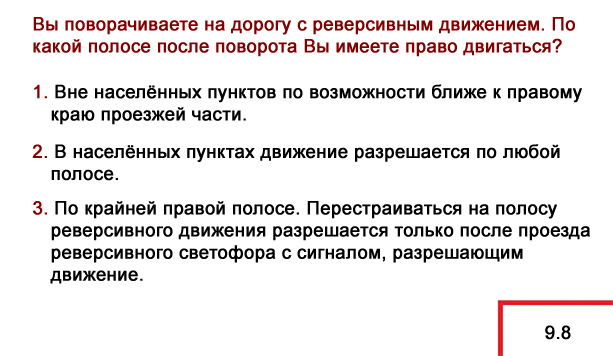 Вы поворачиваете на дорогу с реверсивным движением. По
какой полосе после поворота Вы имеете право двигаться?
1. Вне населённых пунктов по возможности ближе к правому
краю проезжей части.
2. В населённых пунктах движение разрешается по любой
полосе.
3. По крайней правой полосе. Перестраиваться на полосу
реверсивного движения разрешается только после проезда
реверсивного светофора с сигналом, разрешающим
движение.
9.8